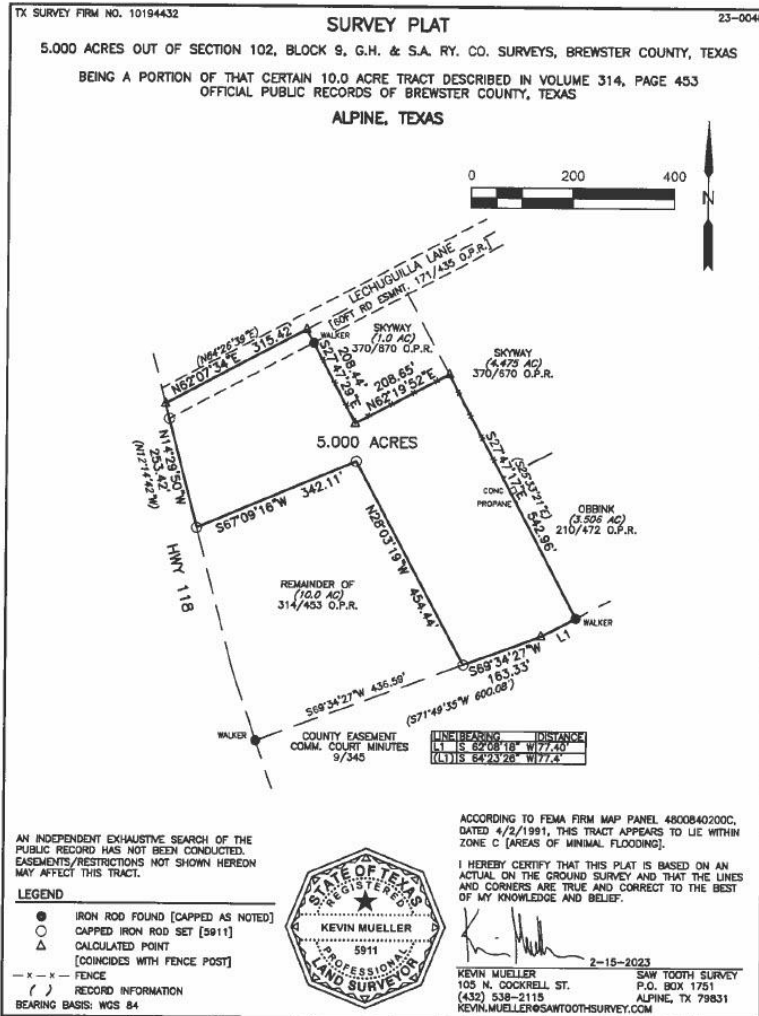 TX SURVEY FIRM NO. 10194432
23-004
SURVEY PLAT
5.000 ACRES OUT OF SECTION 102, BLOCK 9, G.H. & S.A. RY. CO. SURVEYS, BREWSTER COUNTY, TEXAS
BEING A PORTION OF THAT CERTAIN 10.0 ACRE TRACT DESCRIBED IN VOLUME 314, PAGE 453
OFFICIAL PUBLIC RECORDS OF BREWSTER COUNTY, TEXAS
ALPINE, TEXAS
0 200 400
N
LECHUGUILLA LANE
[60FT RD ESMNT. 171/435 O.P.R.]
(N64°26'39"E)
N62°07'34"E 315.42'
WALKER
SKYWAY
(1.0 AC)
370/670 O.P.R.
S27°47'29"E
208.44'
208.65'
N62°19'52"E
SKYWAY
(4.475 AC)
370/670 O.P.R.
5.000 ACRES
N14°29'50"W
253.42'
(N12°14'42"W)
S67°09'16"W 342.11'
S27°47'17"E 542.96'
(S25°33'21"E)
CONC
PROPANE
OBBINK
(3.506 AC)
210/472 O.P.R.
N28°03'19"W 454.44'
HWY 118
REMAINDER OF
(10.0 AC)
314/453 O.P.R.
WALKER
L1
S69°34'27"W
163.33'
S69°34'27"W 436.59'
(S71°49'35"W 600.08')
WALKER
COUNTY EASEMENT
COMM. COURT MINUTES
9/345
LINE BEARING DISTANCE
L1 S 62°08'18" W 77.40'
(L1) S 64°23'26" W 77.4'
AN INDEPENDENT EXHAUSTIVE SEARCH OF THE
PUBLIC RECORD HAS NOT BEEN CONDUCTED.
EASEMENTS/RESTRICTIONS NOT SHOWN HEREON
MAY AFFECT THIS TRACT.
LEGEND
IRON ROD FOUND [CAPPED AS NOTED]
CAPPED IRON ROD SET [5911]
CALCULATED POINT
[COINCIDES WITH FENCE POST]
— x — x — FENCE
( ) RECORD INFORMATION
BEARING BASIS: WGS 84
STATE OF TEXAS
REGISTERED
KEVIN MUELLER
5911
PROFESSIONAL
LAND SURVEYOR
ACCORDING TO FEMA FIRM MAP PANEL 4800840200C,
DATED 4/2/1991, THIS TRACT APPEARS TO LIE WITHIN
ZONE C [AREAS OF MINIMAL FLOODING].
I HEREBY CERTIFY THAT THIS PLAT IS BASED ON AN
ACTUAL ON THE GROUND SURVEY AND THAT THE LINES
AND CORNERS ARE TRUE AND CORRECT TO THE BEST
OF MY KNOWLEDGE AND BELIEF.
2-15-2023
KEVIN MUELLER
105 N. COCKRELL ST.
(432) 538-2115
KEVIN.MUELLER@SAWTOOTHSURVEY.COM
SAW TOOTH SURVEY
P.O. BOX 1751
ALPINE, TX 79831